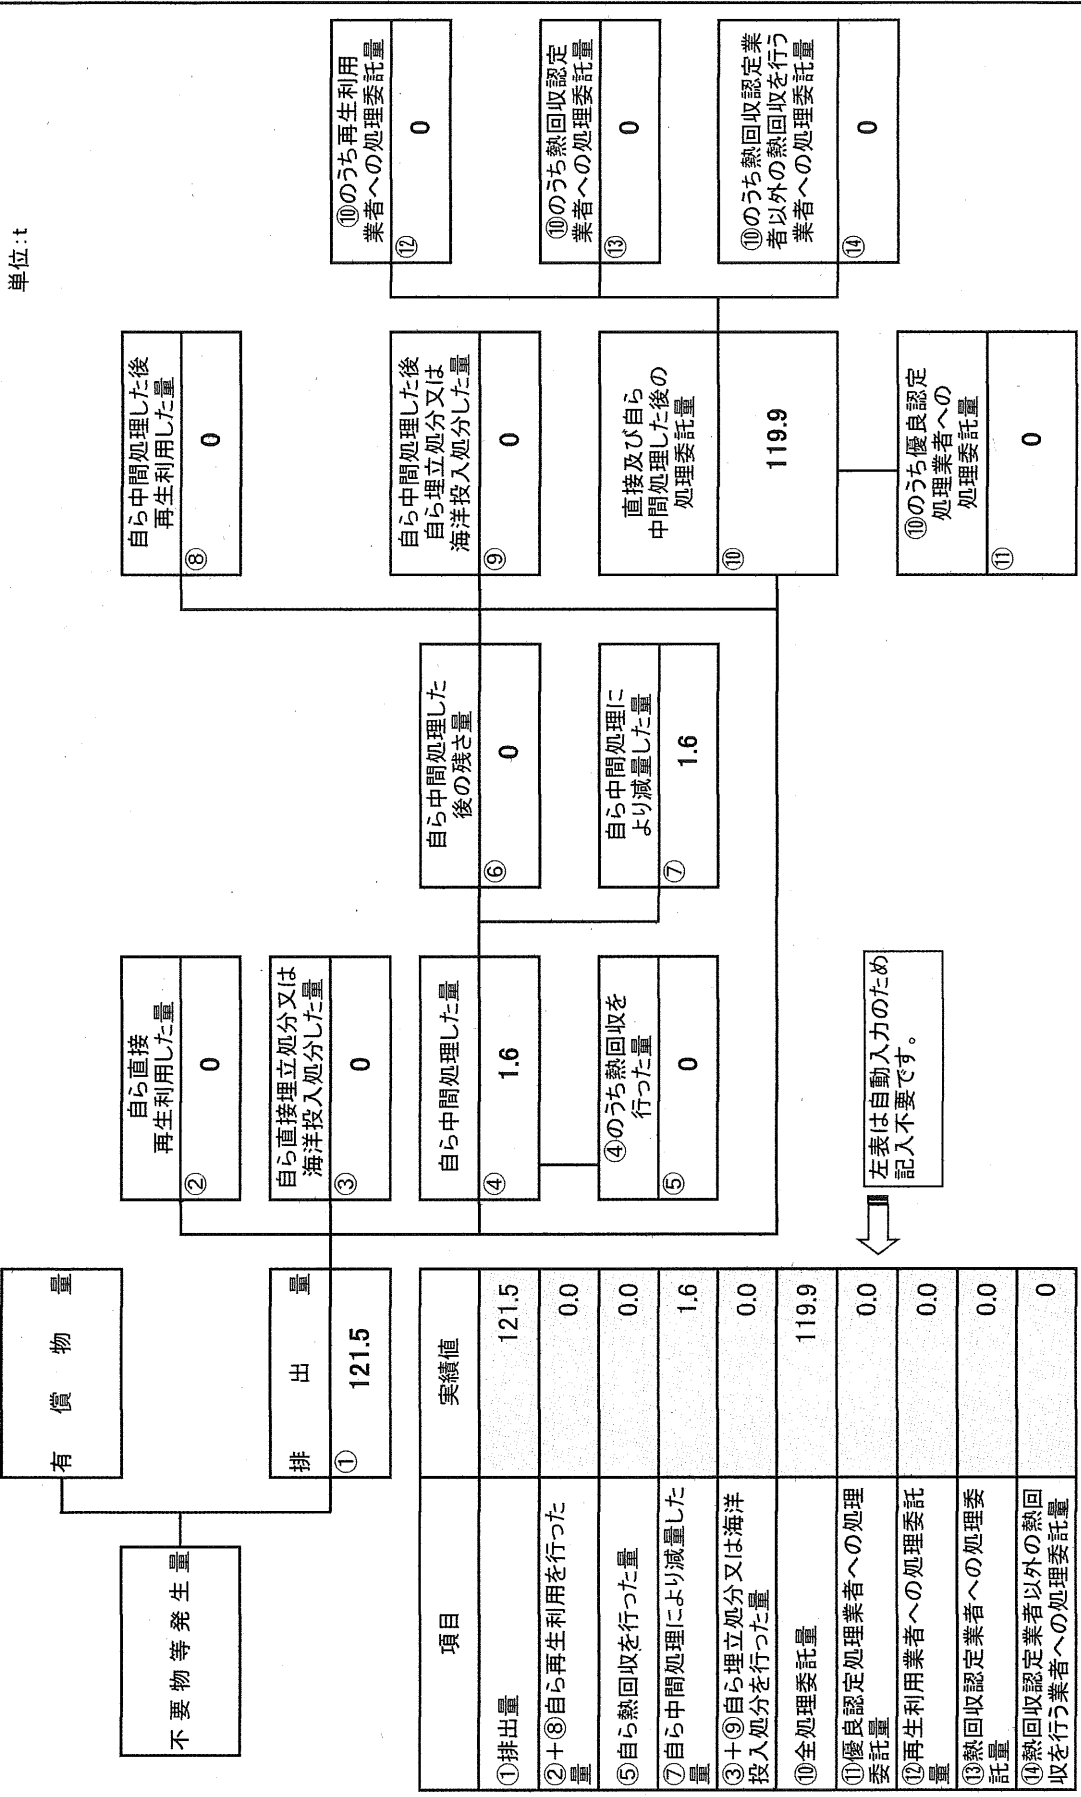 単位:t
不要物等発生量
有償物量
排出量
①
121.5
自ら直接
再生利用した量
②
0
自ら直接埋立処分又は
海洋投入処分した量
③
0
自ら中間処理した量
④
1.6
④のうち熱回収を
行った量
⑤
0
自ら中間処理した
後の残さ量
⑥
0
自ら中間処理に
より減量した量
⑦
1.6
自ら中間処理した後
再生利用した量
⑧
0
自ら中間処理した後
自ら埋立処分又は
海洋投入処分した量
⑨
0
直接及び自ら
中間処理した後の
処理委託量
⑩
119.9
⑩のうち優良認定
処理業者への
処理委託量
⑪
0
⑩のうち再生利用
業者への処理委託量
⑫
0
⑩のうち熱回収認定
業者への処理委託量
⑬
0
⑩のうち熱回収認定業
者以外の熱回収を行う
業者への処理委託量
⑭
0
項目
実績値
①排出量
121.5
②+⑧自ら再生利用を行った
量
0.0
⑤自ら熱回収を行った量
0.0
⑦自ら中間処理により減量した
量
1.6
③+⑨自ら埋立処分又は海洋
投入処分を行った量
0.0
⑩全処理委託量
119.9
⑪優良認定処理業者への処理
委託量
0.0
⑫再生利用業者への処理委託
量
0.0
⑬熱回収認定業者への処理委
託量
0.0
⑭熱回収認定業者以外の熱回
収を行う業者への処理委託量
0
左表は自動入力のため
記入不要です。